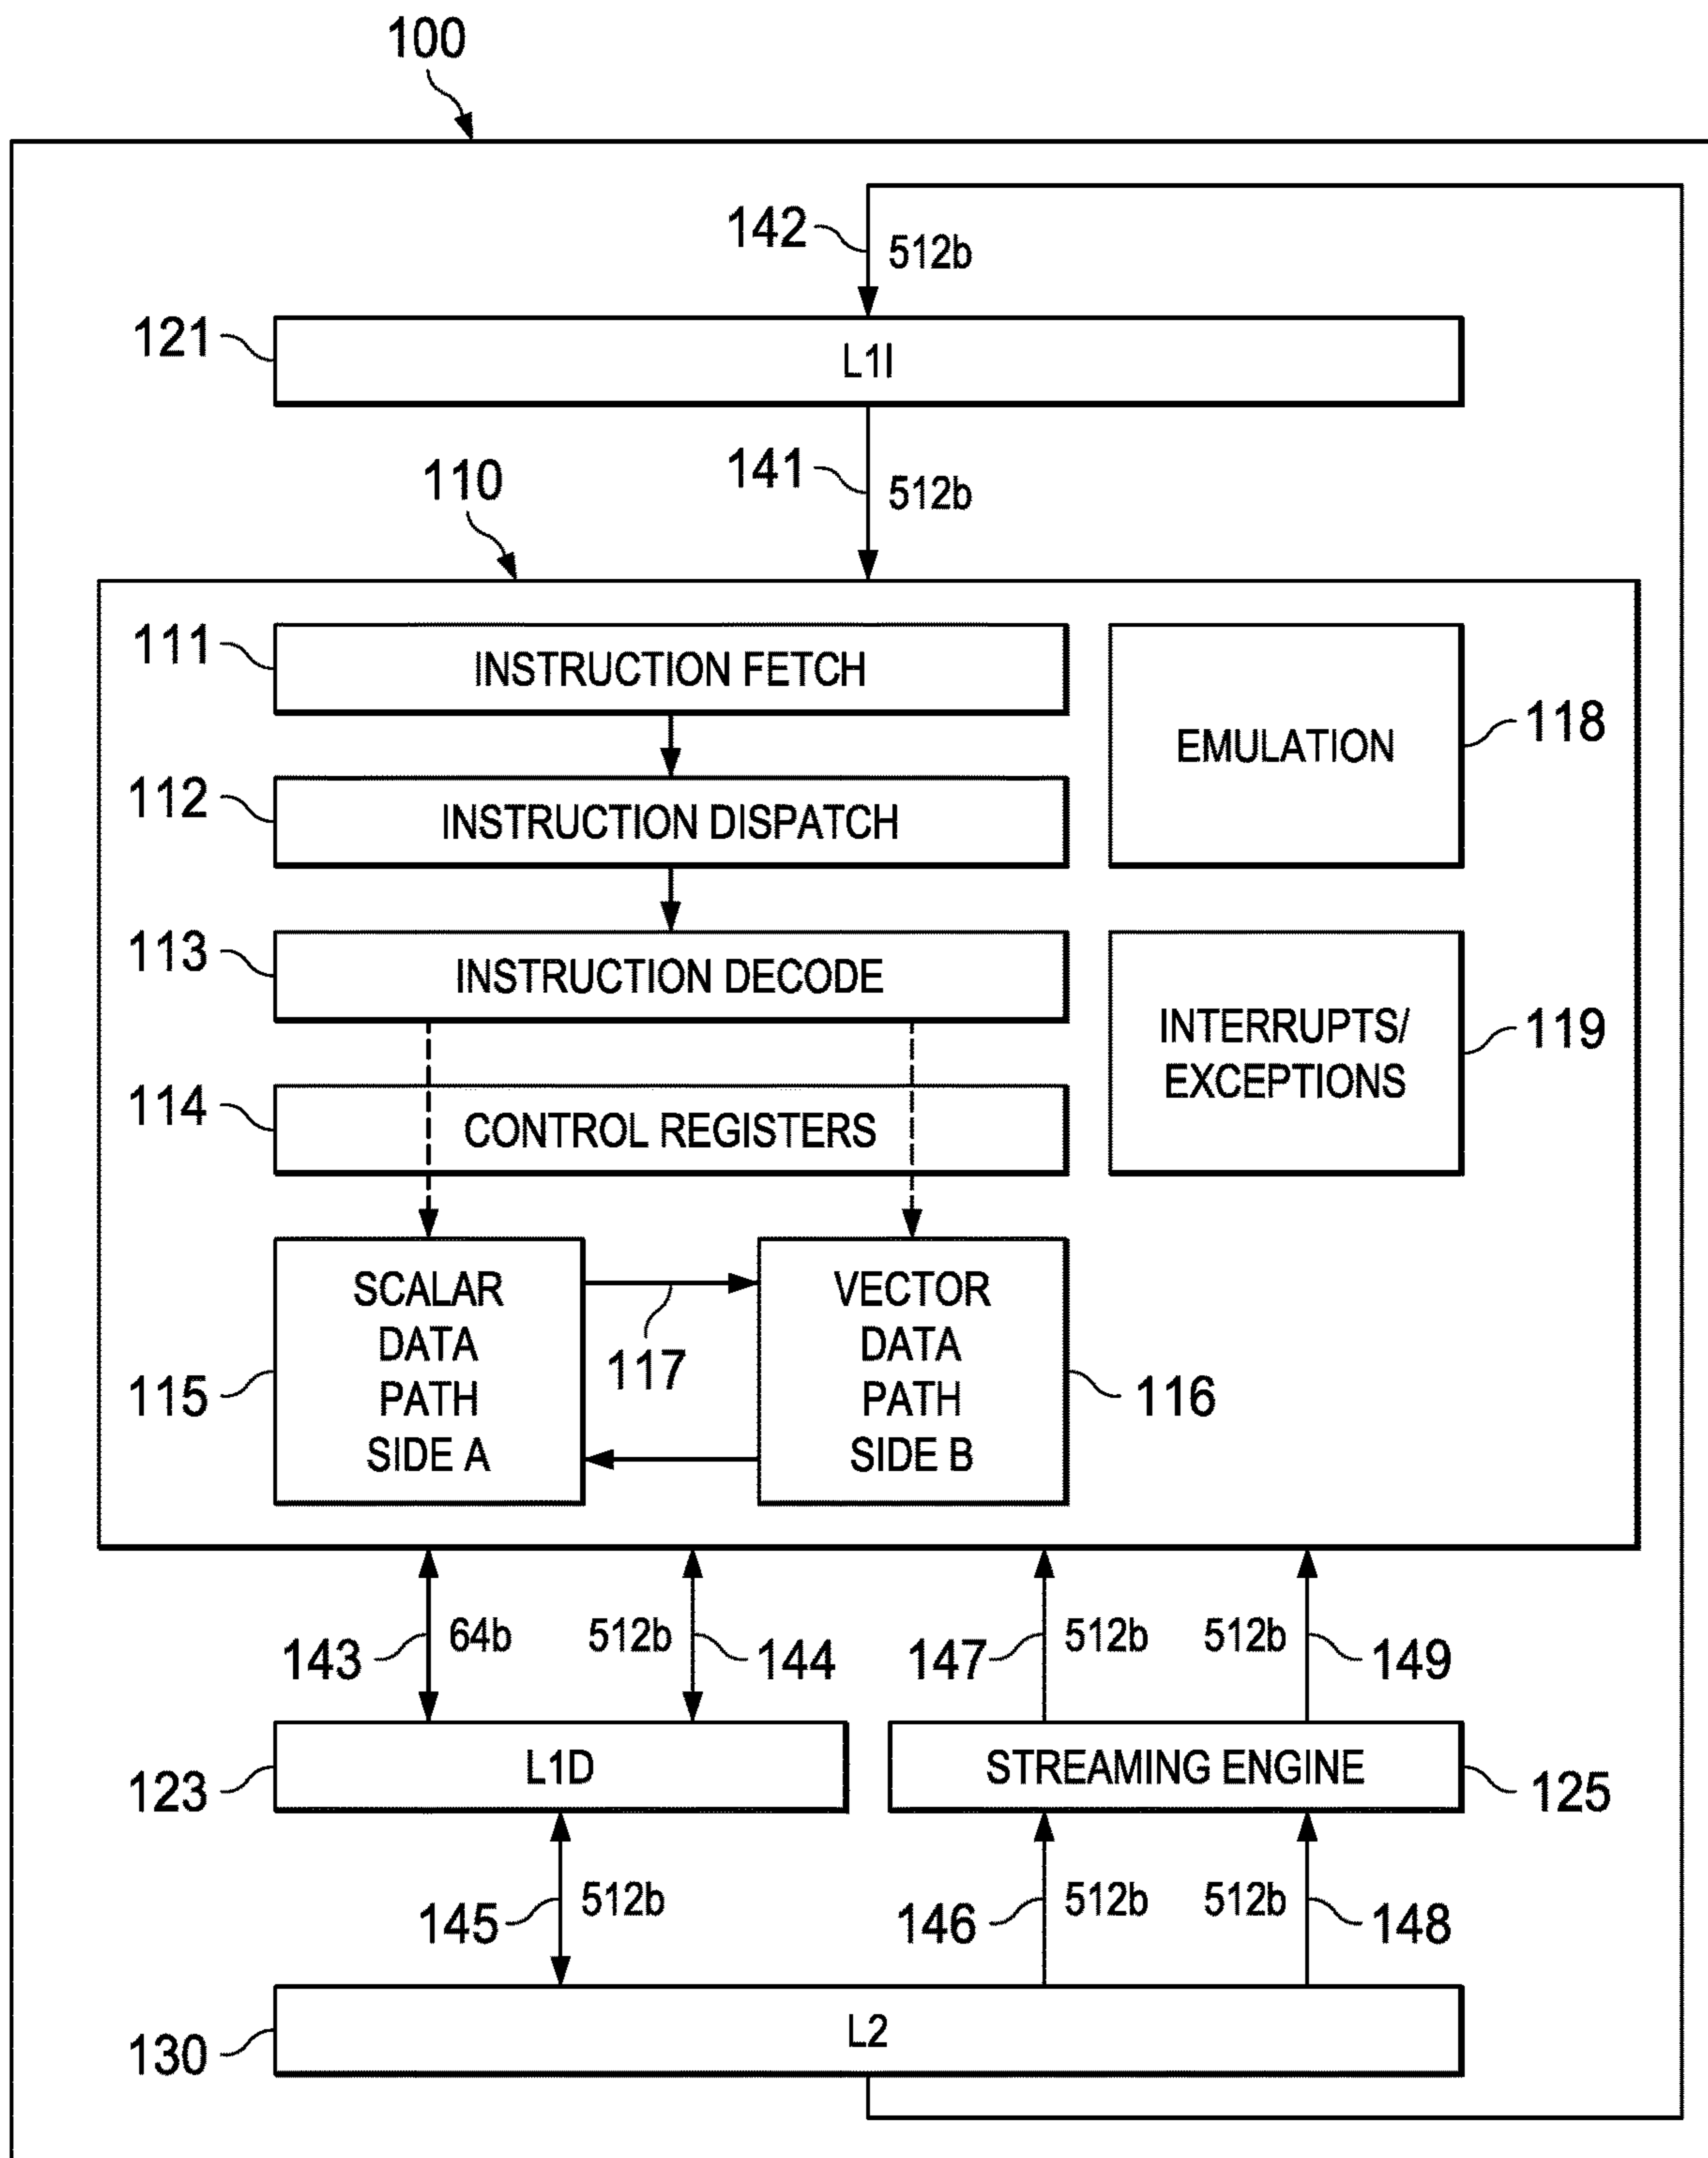 100
142
512b
121
L1I
141
512b
110
111
INSTRUCTION FETCH
118
EMULATION
112
INSTRUCTION DISPATCH
113
INSTRUCTION DECODE
119
INTERRUPTS/
EXCEPTIONS
114
CONTROL REGISTERS
SCALAR
DATA
PATH
SIDE A
115
117
VECTOR
DATA
PATH
SIDE B
116
143
64b
512b
144
147
512b
512b
149
123
L1D
STREAMING ENGINE
125
145
512b
146
512b
512b
148
130
L2